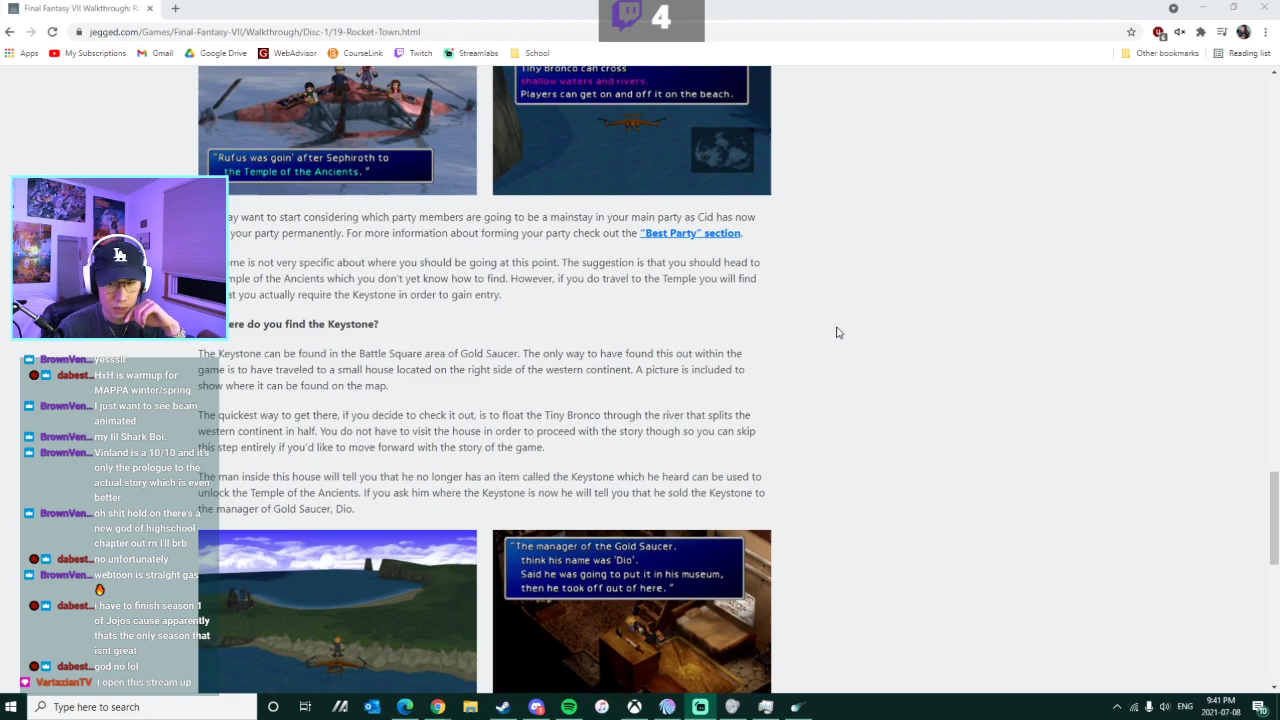 Final Fantasy VII Walkthrough: R
4
jegged.com/Games/Final-Fantasy-VII/Walkthrough/Disc-1/19-Rocket-Town.html
Apps
My Subscriptions
Gmail
Google Drive
WebAdvisor
CourseLink
Twitch
Streamlabs
School
Other bookmarks
Reading list
"Rufus was goin' after Sephiroth to
the Temple of the Ancients. "
Tiny Bronco can cross
shallow waters and rivers.
Players can get on and off it on the beach.
ay want to start considering which party members are going to be a mainstay in your main party as Cid has now
your party permanently. For more information about forming your party check out the "Best Party" section.
ame is not very specific about where you should be going at this point. The suggestion is that you should head to
mple of the Ancients which you don't yet know how to find. However, if you do travel to the Temple you will find
at you actually require the Keystone in order to gain entry.
ere do you find the Keystone?
The Keystone can be found in the Battle Square area of Gold Saucer. The only way to have found this out within the
game is to have traveled to a small house located on the right side of the western continent. A picture is included to
show where it can be found on the map.
The quickest way to get there, if you decide to check it out, is to float the Tiny Bronco through the river that splits the
western continent in half. You do not have to visit the house in order to proceed with the story though so you can skip
this step entirely if you'd like to move forward with the story of the game.
The man inside this house will tell you that he no longer has an item called the Keystone which he heard can be used to
unlock the Temple of the Ancients. If you ask him where the Keystone is now he will tell you that he sold the Keystone to
the manager of Gold Saucer, Dio.
"The manager of the Gold Saucer.
think his name was 'Dio'.
Said he was going to put it in his museum,
then he took off out of here. "
LA
BrownVen... yesssir
dabest... HxH is warmup for
MAPPA winter/spring
BrownVen... I just want to see beam
animated
BrownVen... my lil Shark Boi.
BrownVen... Vinland is a 10/10 and it's
only the prologue to the
actual story which is even
better
BrownVen... oh shit hold.on there's a
new god of highschool
chapter out rn I'll brb
dabest... no unfortunately
BrownVen... webtoon is straight gas
🔥
dabest... i have to finish season 1
of Jojos cause apparently
thats the only season that
isnt great
dabest... god no lol
VartazianTV I open this stream up
Type here to search
ENG
9:41 PM
2021-07-08